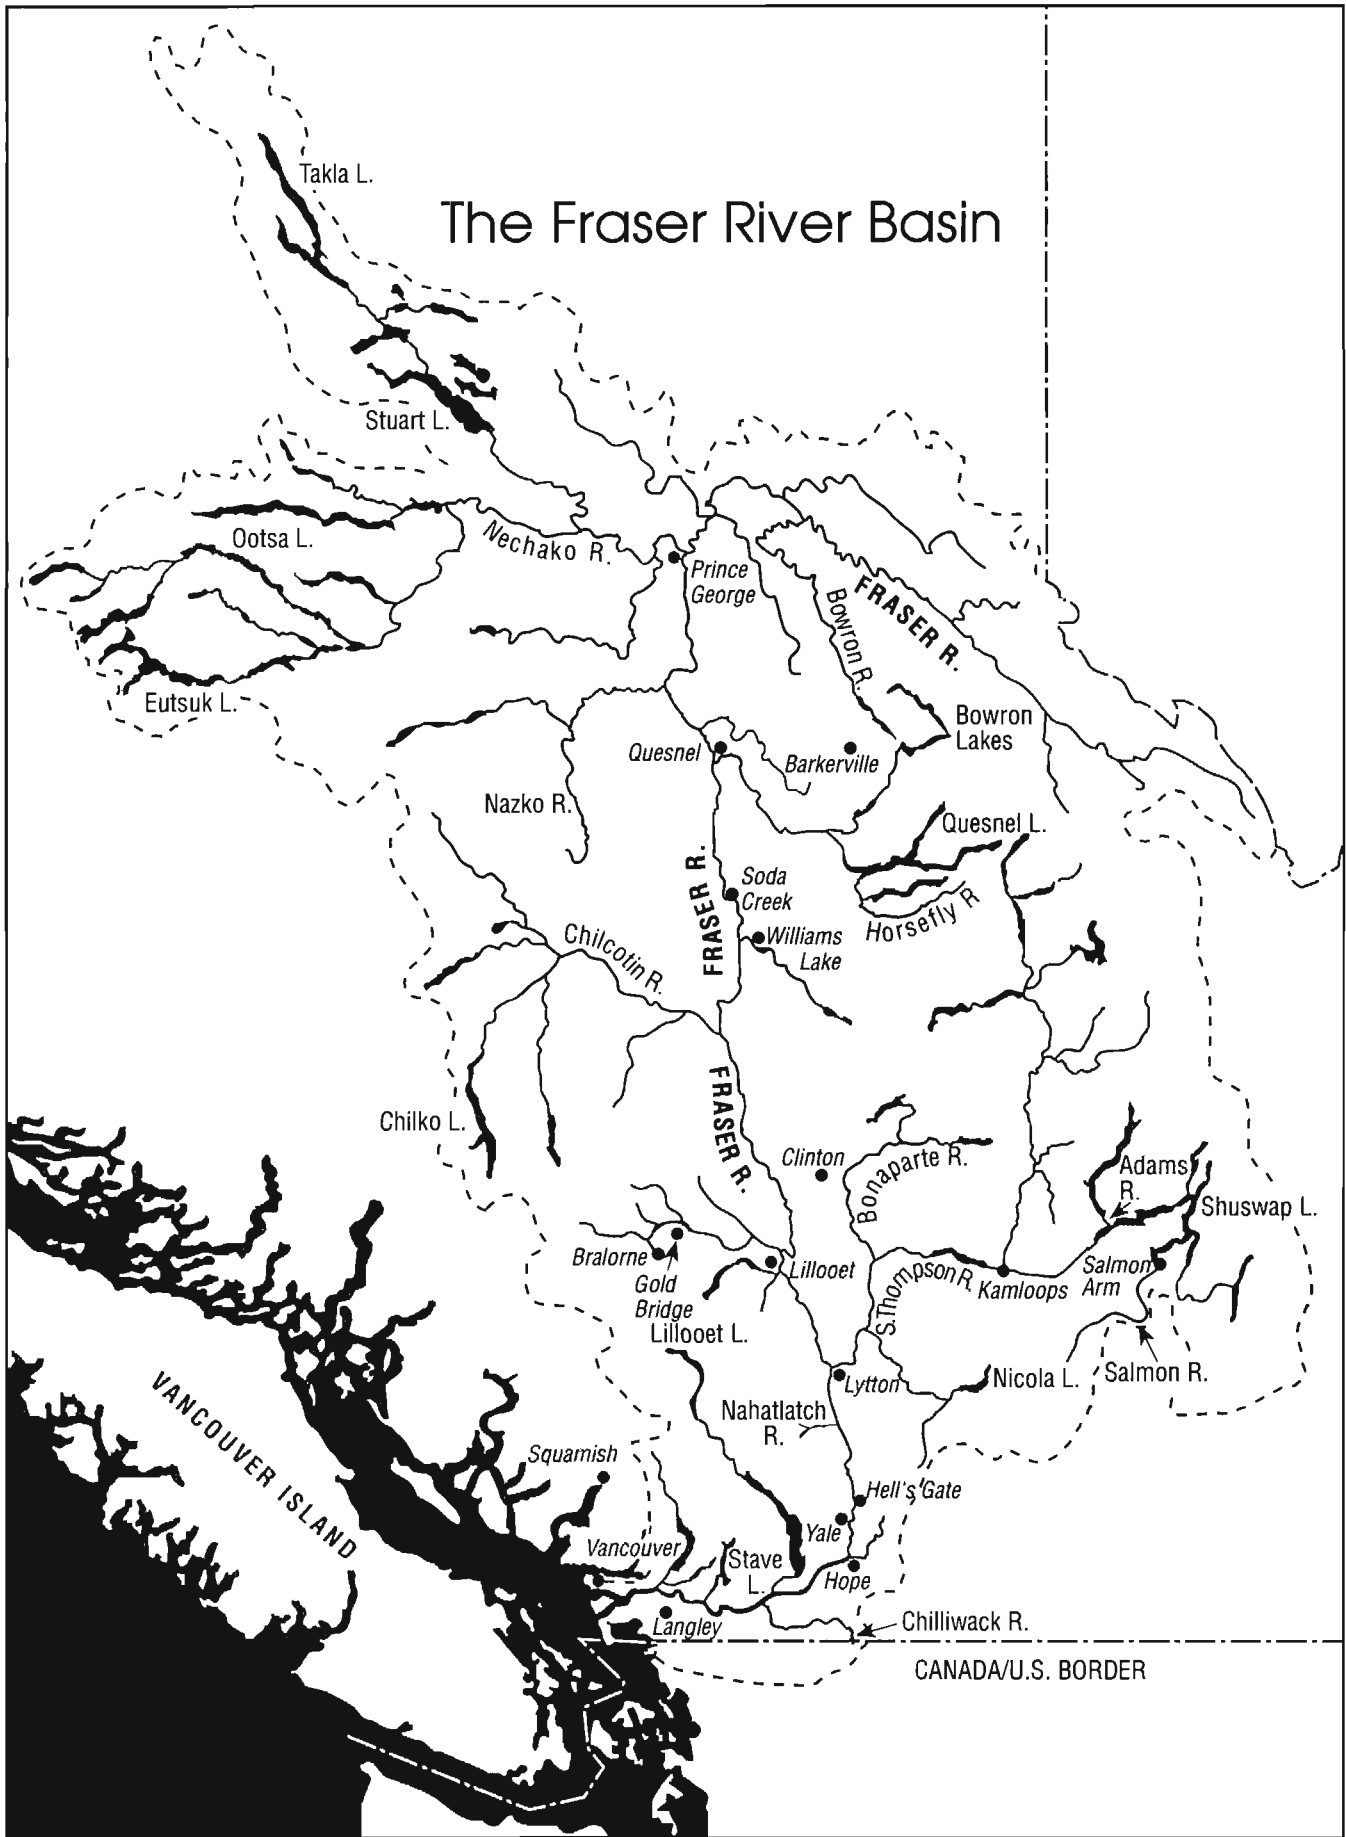 Takla L.
The Fraser River Basin
Stuart L.
Ootsa L.
Nechako R.
Prince
George
Bowron R.
FRASER R.
Eutsuk L.
Bowron
Lakes
Quesnel
Barkerville
Nazko R.
Quesnel L.
FRASER R.
Soda
Creek
Horsefly R
Williams
Lake
Chilcotin R.
FRASER R.
Chilko L.
Clinton
Bonaparte R.
Adams
R.
Shuswap L.
Bralorne
Gold
Bridge
Lillooet
S.Thompson R.
Kamloops
Salmon
Arm
Lillooet L.
Lytton
Nicola L.
Salmon R.
VANCOUVER ISLAND
Nahatlatch
R.
Squamish
Hell's Gate
Yale
Vancouver
Stave
L.
Hope
Langley
Chilliwack R.
CANADA/U.S. BORDER